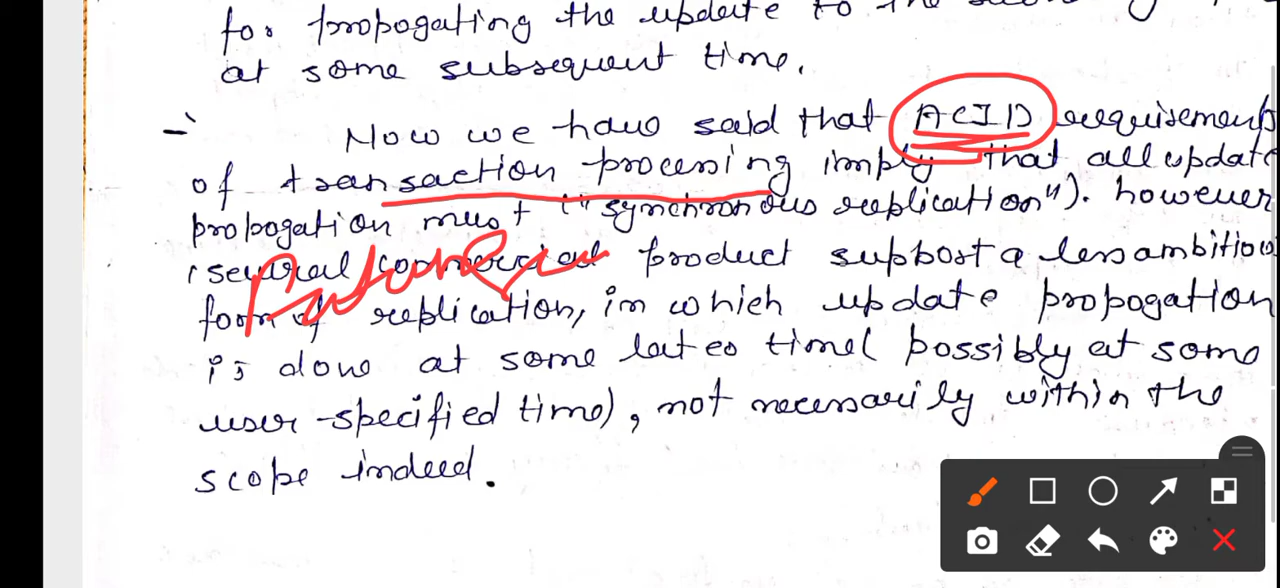 for propogating the update to the
at some subsequent time.
Now we have said that ACID requirements
of transaction processing imply that all update
propogation must ("synchronous replication"). however
(several commercial product support a less ambitious
form of replication, in which update propogation
is done at some later time( possibly at some
user-specified time), not necessarily within the
scope indeed.